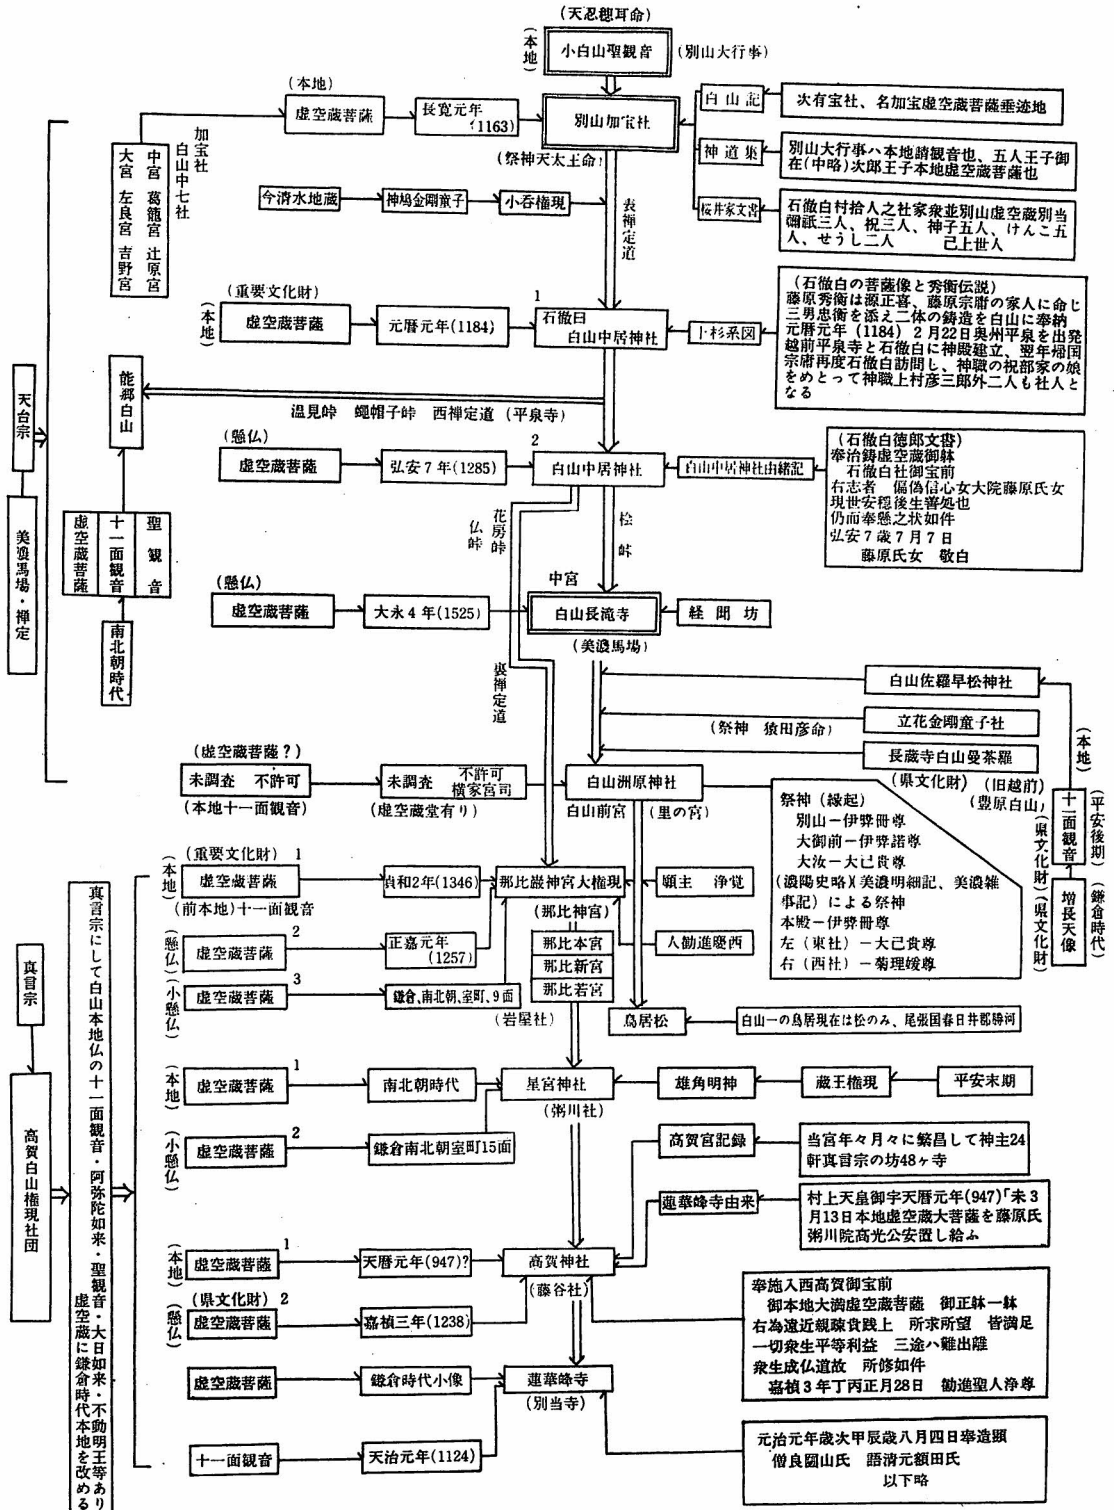 (天忍穂耳命)
(本地)
小白山聖観音
(別山大行事)
(本地)
虚空蔵菩薩
長寛元年
(1163)
別山加宝社
(祭神天太玉命)
白山記
次有宝社、名加宝虚空蔵菩薩垂迹地
神道集
別山大行事ハ本地請観音也、五人王子御
在(中略)次郎王子本地虚空蔵菩薩也
桜井家文書
石徹白村拾人之社家衆並別山虚空蔵別当
彌祇三人、祝三人、神子五人、けんこ五
人、せうし二人 己上世人
加宝社
白山中七社
中宮 葛籠宮 辻原宮
大宮 左良宮 吉野宮
今清水地蔵
神鳩金剛童子
小呑権現
表禅定道
(重要文化財)
(本地)
虚空蔵菩薩
元暦元年(1184)
1
石徹白
白山中居神社
上杉系図
(石徹白の菩薩像と秀衡伝説)
藤原秀衡は源正喜、藤原宗庸の家人に命じ
三男忠衡を添え二体の鋳造を白山に奉納
元暦元年(1184)2月22日奥州平泉を出発
越前平泉寺と石徹白に神殿建立、翌年帰国
宗庸再度石徹白訪問し、神職の祝部家の娘
をめとって神職上村彦三郎外二人も社人と
なる
天台宗
美濃馬場・禅定
能郷白山
温見峠 蝿帽子峠 西禅定道(平泉寺)
(懸仏)
虚空蔵菩薩
弘安7年(1285)
2
白山中居神社
白山中居神社由緒記
(石徹白徳郎文書)
奉治鋳虚空蔵御躰
石徹白社御宝前
右志者 偏偽信心女大院藤原氏女
現世安穏後生善処也
仍而奉懸之状如件
弘安7歳7月7日
藤原氏女 敬白
聖観音
十一面観音
虚空蔵菩薩
南北朝時代
花房峠
仏峠
桧峠
(懸仏)
虚空蔵菩薩
大永4年(1525)
中宮
白山長滝寺
(美濃馬場)
経聞坊
裏禅定道
白山佐羅早松神社
立花金剛童子社
(祭神 猿田彦命)
長蔵寺白山曼茶羅
(県文化財)
(旧越前)
(豊原白山)
(本地)
十一面観音
(平安後期)
(県文化財)
増長天像
(鎌倉時代)
(県文化財)
(虚空蔵菩薩?)
未調査 不許可
(本地十一面観音)
未調査 不許可
横家宮司
(虚空蔵堂有り)
白山洲原神社
白山前宮
(里の宮)
祭神(縁起)
別山－伊弉冊尊
大御前－伊弉諾尊
大汝－大己貴尊
(濃陽史略)(美濃明細記、美濃雑
事記)による祭神
本殿－伊弉冊尊
左(東社)－大己貴尊
右(西社)－菊理媛尊
(重要文化財)
(本地)
虚空蔵菩薩
1
(前本地)十一面観音
貞和2年(1346)
那比巌神宮大権現
願主 浄覚
(那比神宮)
(懸仏)
虚空蔵菩薩
2
正嘉元年
(1257)
那比本宮
那比新宮
那比若宮
人勧進慶西
(小懸仏)
虚空蔵菩薩
3
鎌倉、南北朝、室町、9面
(岩屋社)
鳥居松
白山一の鳥居現在は松のみ、尾張国春日井郡勝河
真言宗
高賀白山権現社団
真言宗にして白山本地仏の十一面観音・阿弥陀如来・聖観音・大日如来・不動明王等あり
虚空蔵に鎌倉時代本地を改める
(本地)
虚空蔵菩薩
1
南北朝時代
星宮神社
(粥川社)
雄角明神
蔵王権現
平安末期
(小懸仏)
虚空蔵菩薩
2
鎌倉南北朝室町15面
高賀宮記録
当宮年々月々に繁昌して神主24
軒真言宗の坊48ヶ寺
蓮華峰寺由来
村上天皇御宇天暦元年(947)「未3
月13日本地虚空蔵大菩薩を藤原氏
粥川院高光公安置し給ふ
(本地)
虚空蔵菩薩
1
天暦元年(947)?
高賀神社
(藤谷社)
(県文化財)
(懸仏)
虚空蔵菩薩
2
嘉禎三年(1238)
奉施入西高賀御宝前
御本地大満虚空蔵菩薩 御正躰一躰
右為遠近親疎貴践上 所求所望 皆満足
一切衆生平等利益 三途ハ難出離
衆生成仏道故 所修如件
嘉禎3年丁丙正月28日 勧進聖人浄尊
虚空蔵菩薩
鎌倉時代小像
蓮華峰寺
(別当寺)
十一面観音
天治元年(1124)
元治元年歳次甲辰歳八月四日奉造顕
僧良圓山氏 語清元額田氏
以下略